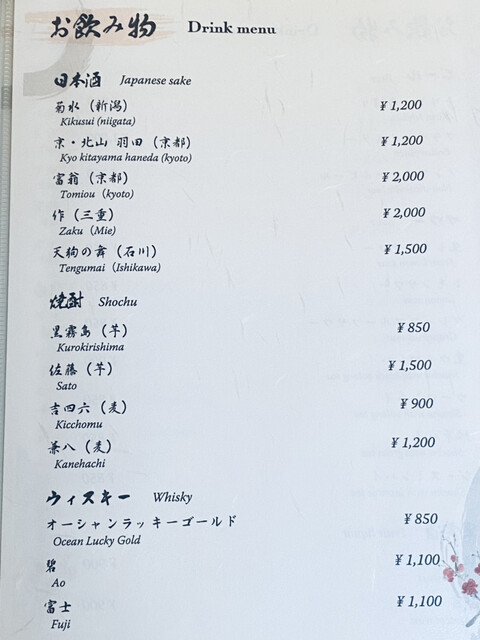 お飲み物 Drink menu
日本酒 Japanese sake
菊水(新潟) ¥1,200
Kikusui (niigata)
京・北山 羽田(京都) ¥1,200
Kyo kitayama haneda (kyoto)
富翁(京都) ¥2,000
Tomiou (kyoto)
作(三重) ¥2,000
Zaku (Mie)
天狗の舞(石川) ¥1,500
Tengumai (Ishikawa)
焼酎 Shochu
黒霧島(芋) ¥850
Kurokirishima
佐藤(芋) ¥1,500
Sato
吉四六(麦) ¥900
Kicchomu
兼八(麦) ¥1,200
Kanehachi
ウィスキー Whisky
オーシャンラッキーゴールド ¥850
Ocean Lucky Gold
碧 ¥1,100
Ao
富士 ¥1,100
Fuji